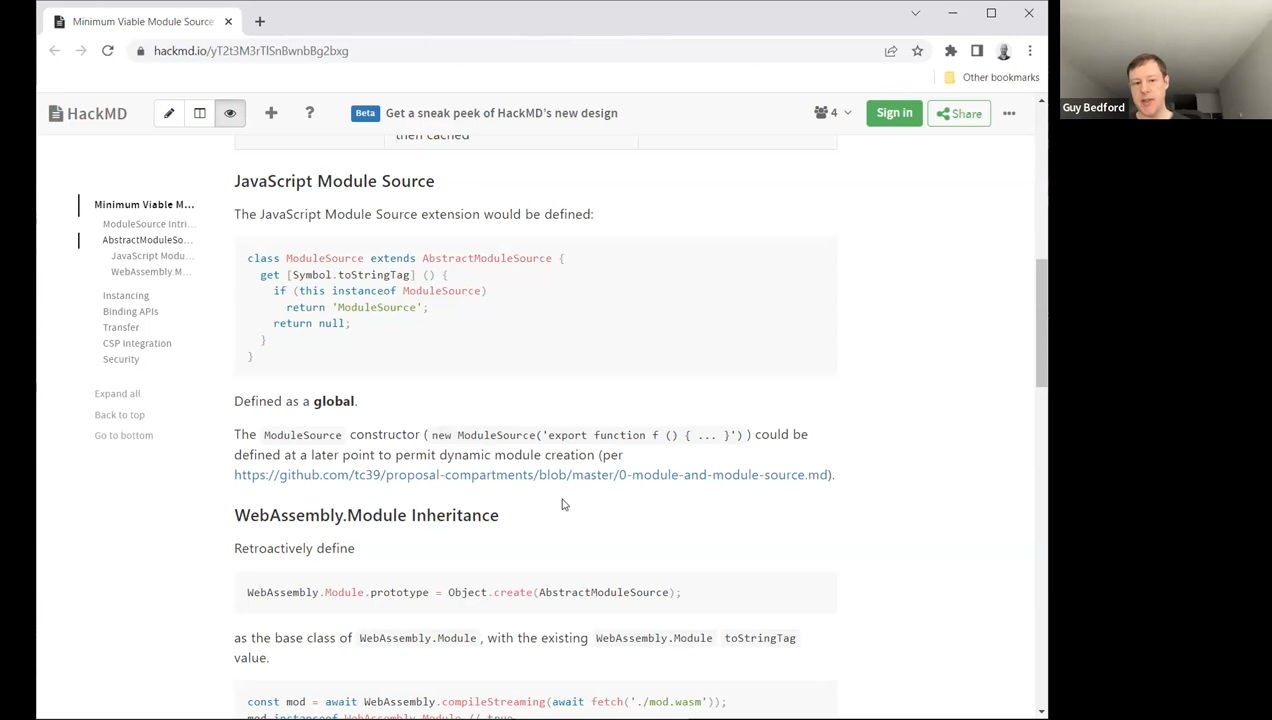 Minimum Viable Module Source
hackmd.io/yT2t3M3rTlSnBwnbBg2bxg
Other bookmarks
HackMD
Beta
Get a sneak peek of HackMD's new design
4
Sign in
Share
then cached
Minimum Viable M...
ModuleSource Intri...
AbstractModuleSo...
JavaScript Modu...
WebAssembly.M...
Instancing
Binding APIs
Transfer
CSP Integration
Security
Expand all
Back to top
Go to bottom
JavaScript Module Source
The JavaScript Module Source extension would be defined:
class ModuleSource extends AbstractModuleSource {
get [Symbol.toStringTag] () {
if (this instanceof ModuleSource)
return 'ModuleSource';
return null;
}
}
Defined as a global.
The ModuleSource constructor ( new ModuleSource('export function f () { ... }') ) could be
defined at a later point to permit dynamic module creation (per
https://github.com/tc39/proposal-compartments/blob/master/0-module-and-module-source.md).
WebAssembly.Module Inheritance
Retroactively define
WebAssembly.Module.prototype = Object.create(AbstractModuleSource);
as the base class of WebAssembly.Module, with the existing WebAssembly.Module toStringTag
value.
const mod = await WebAssembly.compileStreaming(await fetch('./mod.wasm'));
mod instanceof WebAssembly.Module // true
Guy Bedford